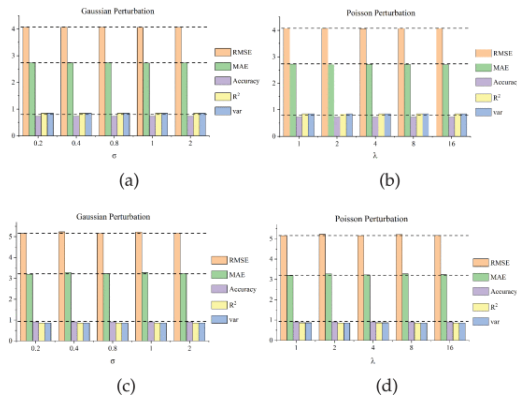 Gaussian Perturbation
4
3
2
1
0
0.2 0.4 0.8 1 2
σ
RMSE
MAE
Accuracy
R²
var
(a)
Poisson Perturbation
4
3
2
1
0
1 2 4 8 16
λ
RMSE
MAE
Accuracy
R²
var
(b)
Gaussian Perturbation
5
4
3
2
1
0
0.2 0.4 0.8 1 2
σ
RMSE
MAE
Accuracy
R²
var
(c)
Poisson Perturbation
5
4
3
2
1
0
1 2 4 8 16
λ
RMSE
MAE
Accuracy
R²
var
(d)